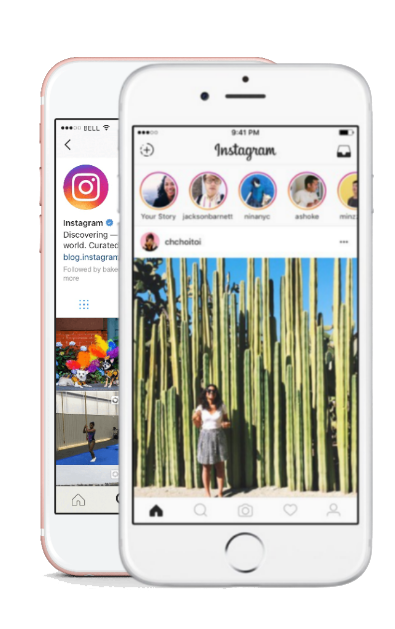 BELL
Instagram
Discovering —
world. Curated
blog.instagram
Followed by bake
more
9:41 PM
Instagram
Your Story jacksonbarnett ninanyc ashoke minz
chchoitoi